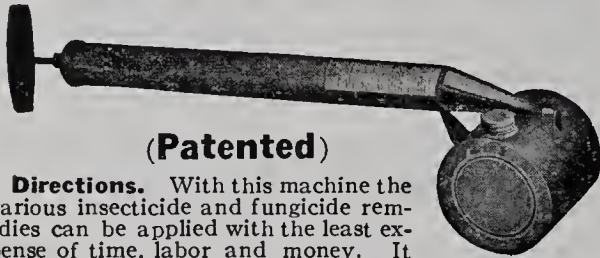 (Patented)
Directions. With this machine the
arious insecticide and fungicide rem-
dies can be applied with the least ex-
ense of time, labor and money. It